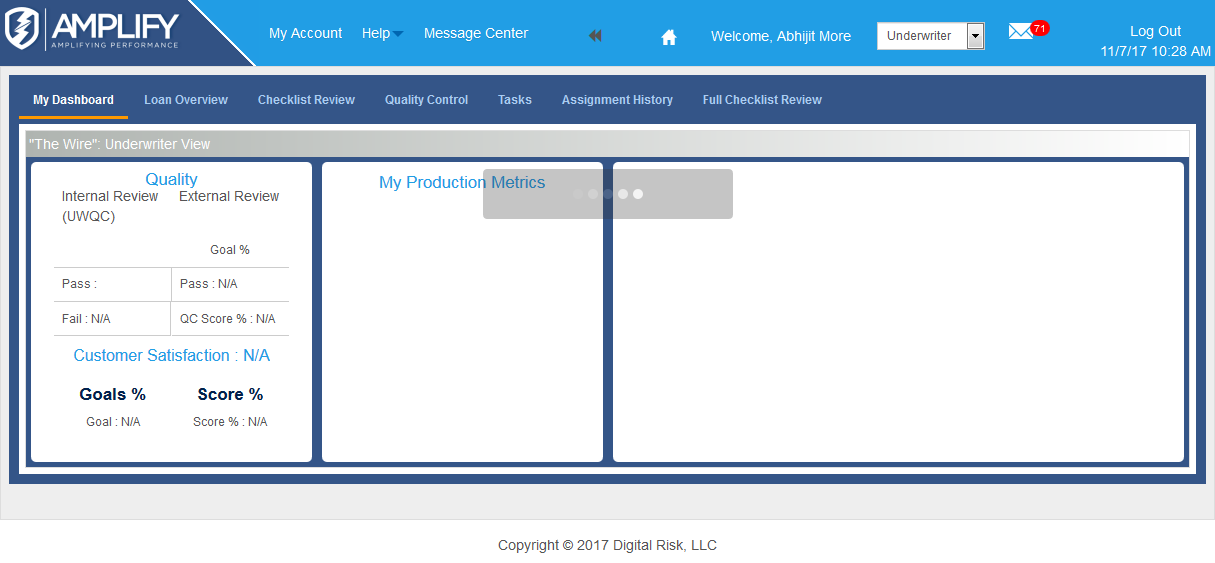 AMPLIFY
AMPLIFYING PERFORMANCE
My Account Help Message Center Welcome, Abhijit More Underwriter 71 Log Out
11/7/17 10:28 AM
My Dashboard Loan Overview Checklist Review Quality Control Tasks Assignment History Full Checklist Review
"The Wire": Underwriter View
Quality
Internal Review External Review
(UWQC)
Goal %
Pass : Pass : N/A
Fail : N/A QC Score % : N/A
Customer Satisfaction : N/A
Goals % Score %
Goal : N/A Score % : N/A
My Production Metrics
Copyright © 2017 Digital Risk, LLC